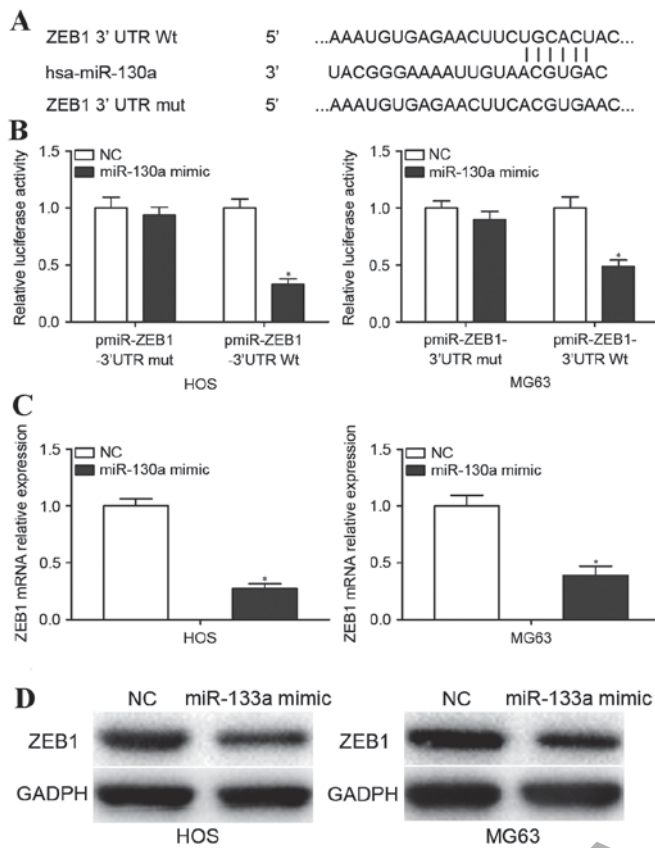 A
ZEB1 3' UTR Wt 5' ...AAAUGUGAGAACUUCUGCACUAC...
hsa-miR-130a 3' UACGGGAAAAUUGUAACGUGAC
ZEB1 3' UTR mut 5' ...AAAUGUGAGAACUUCACGUGAAC...
B
Relative luciferase activity
1.5
1.0
0.5
0.0
NC
miR-130a mimic
*
pmiR-ZEB1
-3'UTR mut
pmiR-ZEB1
-3'UTR Wt
HOS
Relative luciferase activity
1.5
1.0
0.5
0.0
NC
miR-130a mimic
*
pmiR-ZEB1-
3'UTR mut
pmiR-ZEB1-
3'UTR Wt
MG63
C
ZEB1 mRNA relative expression
1.5
1.0
0.5
0.0
NC
miR-130a mimic
*
HOS
ZEB1 mRNA relative expression
1.5
1.0
0.5
0.0
NC
miR-130a mimic
*
MG63
D
NC miR-133a mimic
ZEB1
GADPH
HOS
NC miR-133a mimic
ZEB1
GADPH
MG63